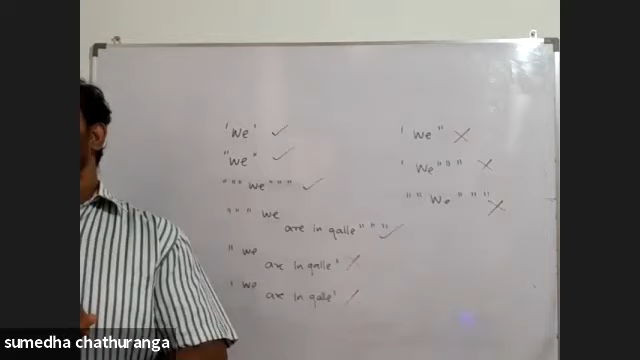 'we' ✓
"we" ✓
"""we""" ✓
"""we
are in galle""" ✓
"we
are in galle" ✗
'we
are in galle' ✗
'we" ✗
'we""" ✗
""we""" ✗
sumedha chathuranga